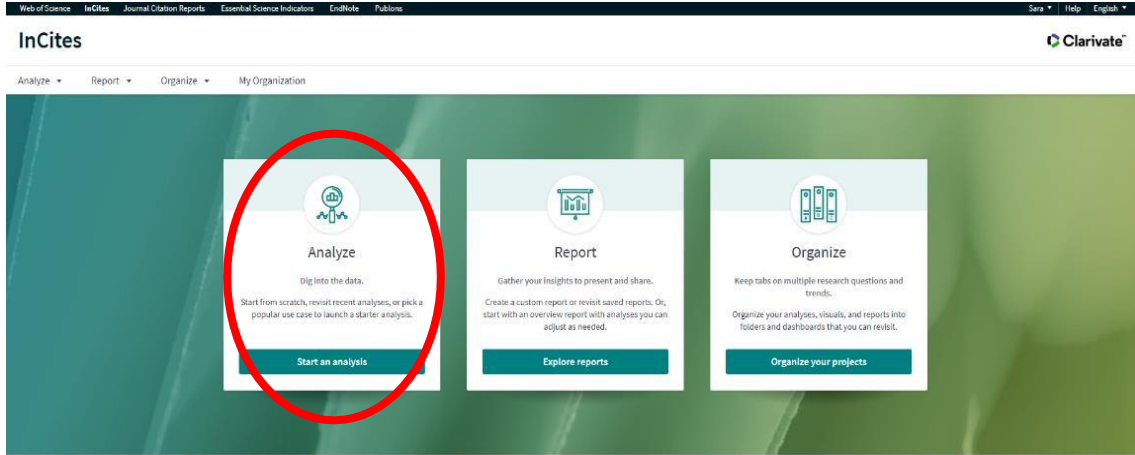 Web of Science InCites Journal Citation Reports Essential Science Indicators EndNote Publons Sara Help English
InCites
Clarivate™
Analyze Report Organize My Organization
Analyze
Dig into the data.
Start from scratch, revisit recent analyses, or pick a
popular use case to launch a starter analysis.
Start an analysis
Report
Gather your insights to present and share.
Create a custom report or revisit saved reports. Or,
start with an overview report with analyses you can
adjust as needed.
Explore reports
Organize
Keep tabs on multiple research questions and
trends.
Organize your analyses, visuals, and reports into
folders and dashboards that you can revisit.
Organize your projects